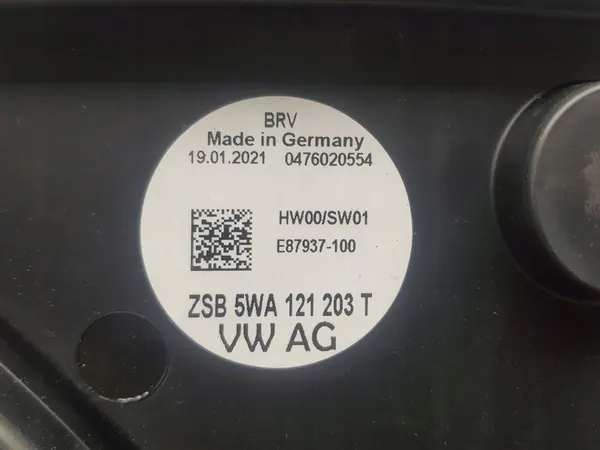 BRV
Made in Germany
19.01.2021 0476020554
HW00/SW01
E87937-100
ZSB 5WA 121 203 T
VW AG